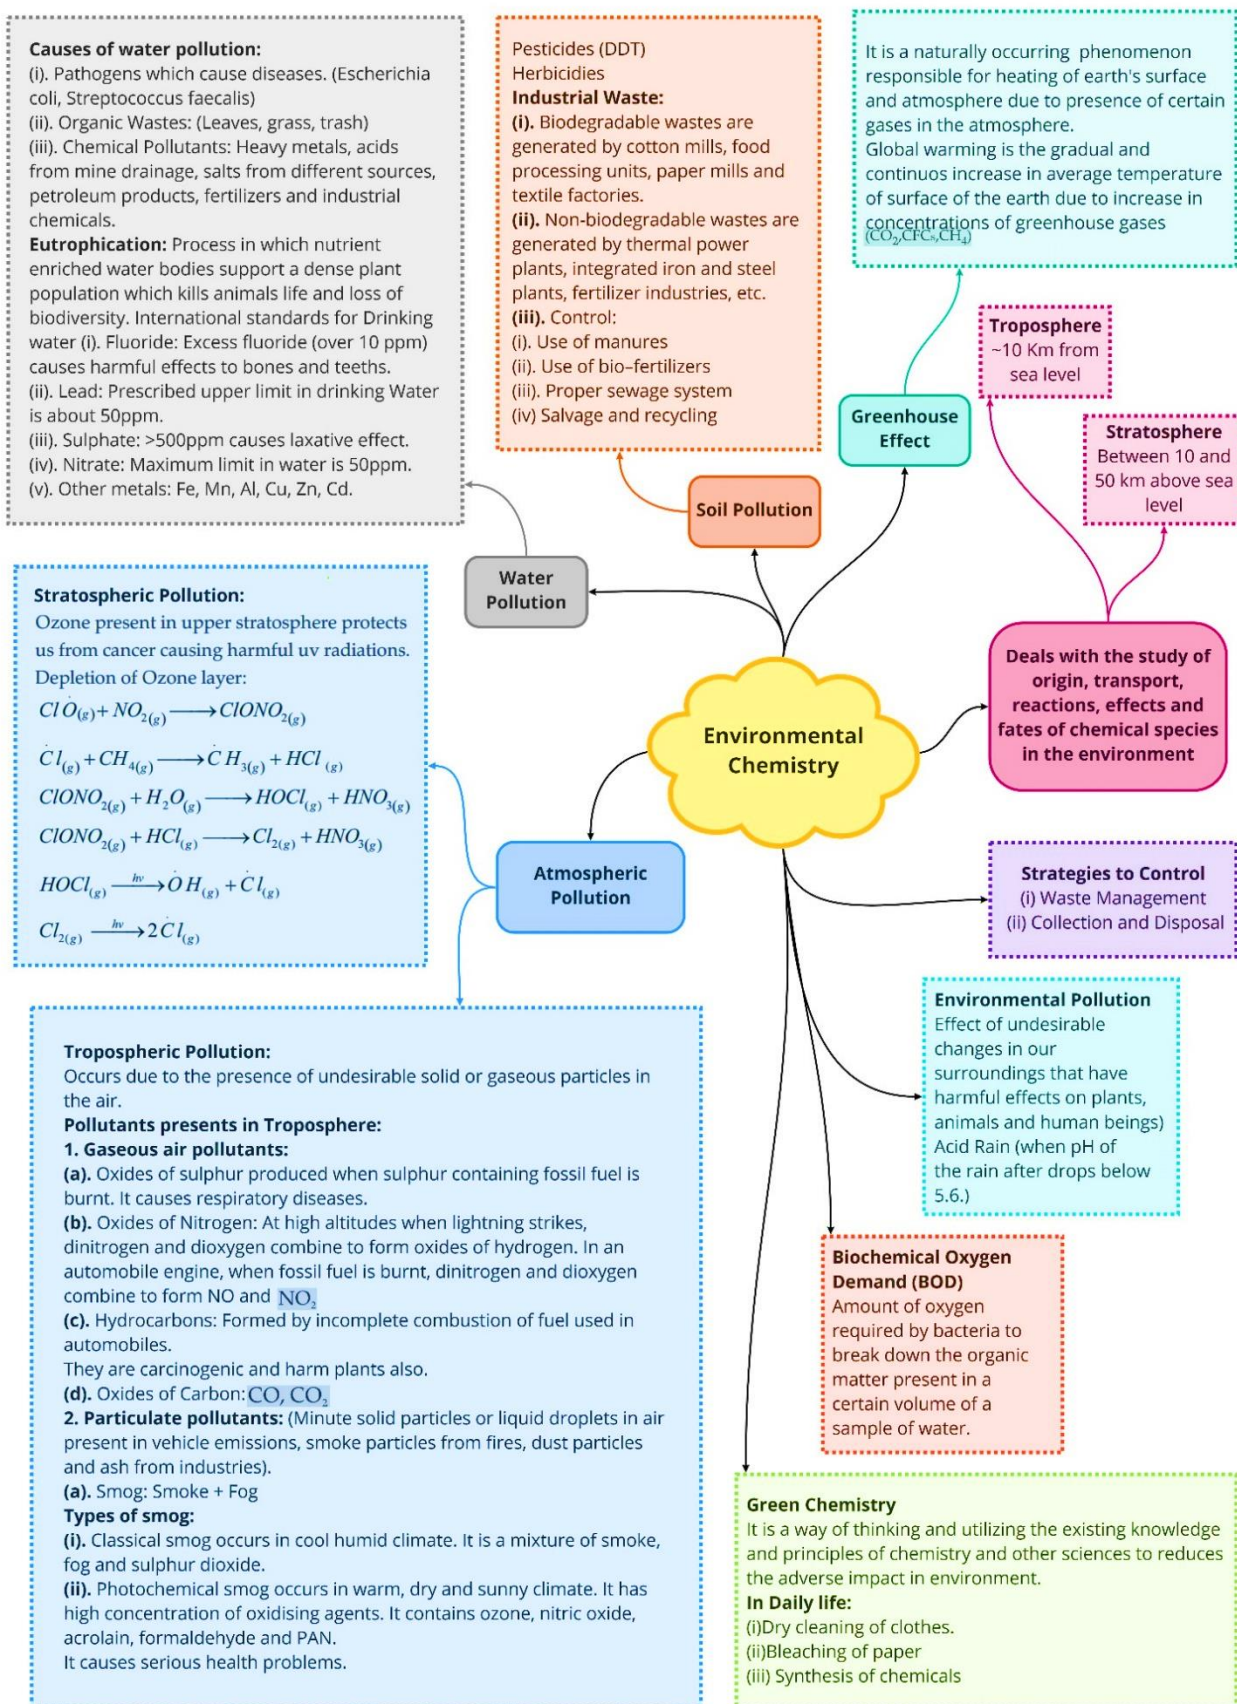 Causes of water pollution:
(i). Pathogens which cause diseases. (Escherichia
coli, Streptococcus faecalis)
(ii). Organic Wastes: (Leaves, grass, trash)
(iii). Chemical Pollutants: Heavy metals, acids
from mine drainage, salts from different sources,
petroleum products, fertilizers and industrial
chemicals.
Eutrophication: Process in which nutrient
enriched water bodies support a dense plant
population which kills animals life and loss of
biodiversity. International standards for Drinking
water (i). Fluoride: Excess fluoride (over 10 ppm)
causes harmful effects to bones and teeths.
(ii). Lead: Prescribed upper limit in drinking Water
is about 50ppm.
(iii). Sulphate: >500ppm causes laxative effect.
(iv). Nitrate: Maximum limit in water is 50ppm.
(v). Other metals: Fe, Mn, Al, Cu, Zn, Cd.
Pesticides (DDT)
Herbicidies
Industrial Waste:
(i). Biodegradable wastes are
generated by cotton mills, food
processing units, paper mills and
textile factories.
(ii). Non-biodegradable wastes are
generated by thermal power
plants, integrated iron and steel
plants, fertilizer industries, etc.
(iii). Control:
(i). Use of manures
(ii). Use of bio–fertilizers
(iii). Proper sewage system
(iv) Salvage and recycling
It is a naturally occurring phenomenon
responsible for heating of earth's surface
and atmosphere due to presence of certain
gases in the atmosphere.
Global warming is the gradual and
continuos increase in average temperature
of surface of the earth due to increase in
concentrations of greenhouse gases
(CO₂,CFCₛ,CH₄)
Troposphere
~10 Km from
sea level
Stratosphere
Between 10 and
50 km above sea
level
Greenhouse
Effect
Soil Pollution
Water
Pollution
Deals with the study of
origin, transport,
reactions, effects and
fates of chemical species
in the environment
Environmental
Chemistry
Stratospheric Pollution:
Ozone present in upper stratosphere protects
us from cancer causing harmful uv radiations.
Depletion of Ozone layer:
ClȮ(g) + NO₂(g) ⟶ ClONO₂(g)
Ċl(g) + CH₄(g) ⟶ ĊH₃(g) + HCl(g)
ClONO₂(g) + H₂O(g) ⟶ HOCl(g) + HNO₃(g)
ClONO₂(g) + HCl(g) ⟶ Cl₂(g) + HNO₃(g)
HOCl(g) —hv→ ȮH(g) + Ċl(g)
Cl₂(g) —hv→ 2Ċl(g)
Atmospheric
Pollution
Strategies to Control
(i) Waste Management
(ii) Collection and Disposal
Environmental Pollution
Effect of undesirable
changes in our
surroundings that have
harmful effects on plants,
animals and human beings)
Acid Rain (when pH of
the rain after drops below
5.6.)
Biochemical Oxygen
Demand (BOD)
Amount of oxygen
required by bacteria to
break down the organic
matter present in a
certain volume of a
sample of water.
Tropospheric Pollution:
Occurs due to the presence of undesirable solid or gaseous particles in
the air.
Pollutants presents in Troposphere:
1. Gaseous air pollutants:
(a). Oxides of sulphur produced when sulphur containing fossil fuel is
burnt. It causes respiratory diseases.
(b). Oxides of Nitrogen: At high altitudes when lightning strikes,
dinitrogen and dioxygen combine to form oxides of hydrogen. In an
automobile engine, when fossil fuel is burnt, dinitrogen and dioxygen
combine to form NO and NO₂
(c). Hydrocarbons: Formed by incomplete combustion of fuel used in
automobiles.
They are carcinogenic and harm plants also.
(d). Oxides of Carbon: CO, CO₂
2. Particulate pollutants: (Minute solid particles or liquid droplets in air
present in vehicle emissions, smoke particles from fires, dust particles
and ash from industries).
(a). Smog: Smoke + Fog
Types of smog:
(i). Classical smog occurs in cool humid climate. It is a mixture of smoke,
fog and sulphur dioxide.
(ii). Photochemical smog occurs in warm, dry and sunny climate. It has
high concentration of oxidising agents. It contains ozone, nitric oxide,
acrolain, formaldehyde and PAN.
It causes serious health problems.
Green Chemistry
It is a way of thinking and utilizing the existing knowledge
and principles of chemistry and other sciences to reduces
the adverse impact in environment.
In Daily life:
(i)Dry cleaning of clothes.
(ii)Bleaching of paper
(iii) Synthesis of chemicals